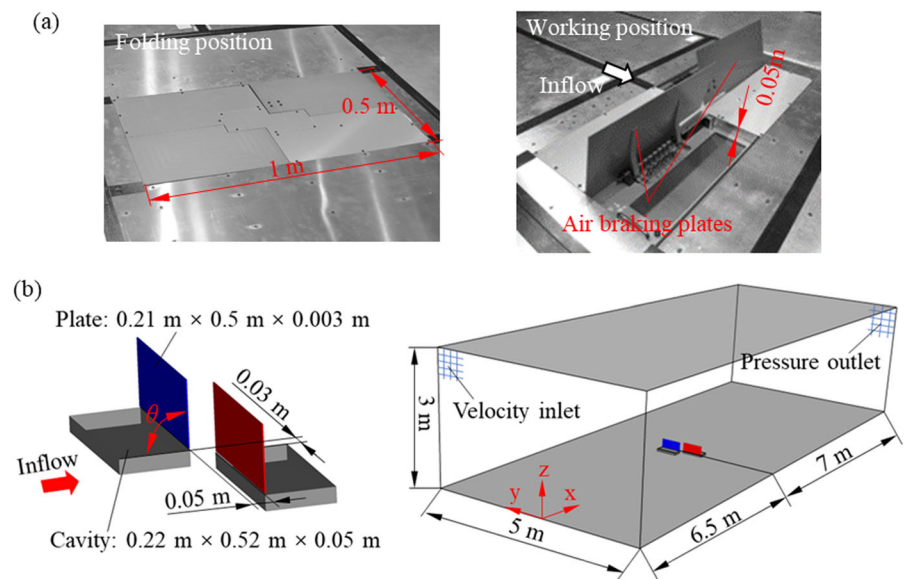 (a)
Folding position
0.5 m
1 m
Working position
Inflow
0.05m
Air braking plates
(b)
Plate: 0.21 m × 0.5 m × 0.003 m
θ
0.03 m
Inflow
0.05 m
Cavity: 0.22 m × 0.52 m × 0.05 m
Pressure outlet
Velocity inlet
3 m
z
y
x
5 m
6.5 m
7 m